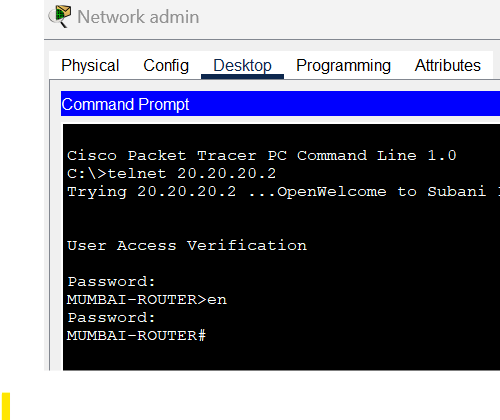 Network admin
Physical Config Desktop Programming Attributes
Command Prompt
Cisco Packet Tracer PC Command Line 1.0
C:\>telnet 20.20.20.2
Trying 20.20.20.2 ...OpenWelcome to Subani
User Access Verification
Password:
MUMBAI-ROUTER>en
Password:
MUMBAI-ROUTER#